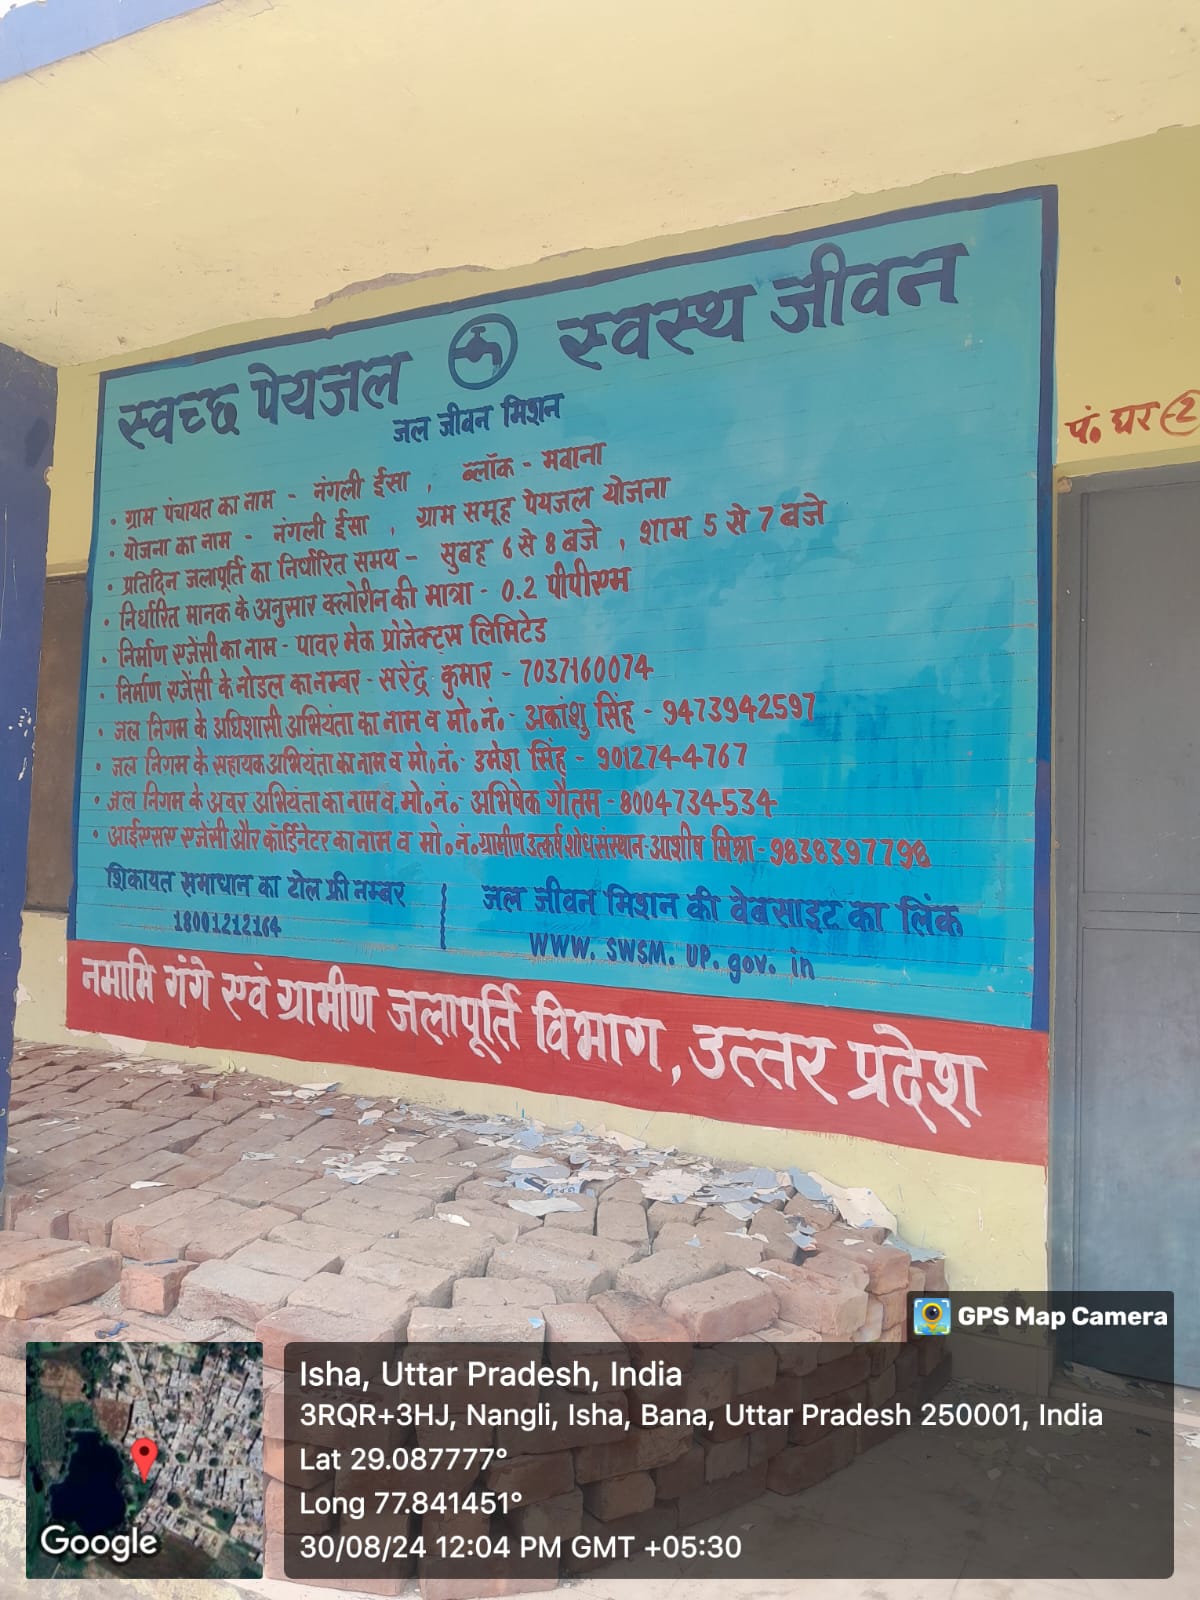 स्वच्छ पेयजल स्वस्थ जीवन
जल जीवन मिशन
• ग्राम पंचायत का नाम - नंगली ईसा , ब्लॉक - मवाना
• योजना का नाम - नंगली ईसा , ग्राम समूह पेयजल योजना
• प्रतिदिन जलापूर्ति का निर्धारित समय - सुबह 6 से 8 बजे , शाम 5 से 7 बजे
• निर्धारित मानक के अनुसार क्लोरीन की मात्रा - 0.2 पीपीएम
• निर्माण एजेंसी का नाम - पावर मेक प्रोजेक्ट्स लिमिटेड
• निर्माण एजेंसी के नोडल का नम्बर - सरेंद्र कुमार - 7037160074
• जल निगम के अधिशासी अभियंता का नाम व मो.नं. - अकांशु सिंह - 9473942597
• जल निगम के सहायक अभियंता का नाम व मो.नं. - उमेश सिंह - 9012744767
• जल निगम के अवर अभियंता का नाम व मो.नं. - अभिषेक गौतम - 8004734534
• आईएसए एजेंसी और कॉर्डिनेटर का नाम व मो.नं. ग्रामीण उत्कर्ष शोध संस्थान - आशीष मिश्रा - 9838397798
शिकायत समाधान का टोल फ्री नम्बर
18001212164
जल जीवन मिशन की वेबसाइट का लिंक
WWW. SWSM. UP. gov. in
नमामि गंगे एवं ग्रामीण जलापूर्ति विभाग, उत्तर प्रदेश
पं. घर 2
GPS Map Camera
Isha, Uttar Pradesh, India
3RQR+3HJ, Nangli, Isha, Bana, Uttar Pradesh 250001, India
Lat 29.087777°
Long 77.841451°
30/08/24 12:04 PM GMT +05:30
Google